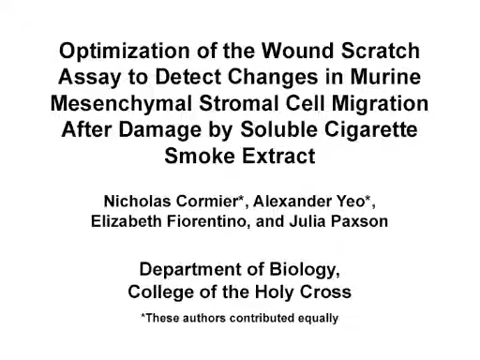 Optimization of the Wound Scratch
Assay to Detect Changes in Murine
Mesenchymal Stromal Cell Migration
After Damage by Soluble Cigarette
Smoke Extract
Nicholas Cormier*, Alexander Yeo*,
Elizabeth Fiorentino, and Julia Paxson
Department of Biology,
College of the Holy Cross
*These authors contributed equally